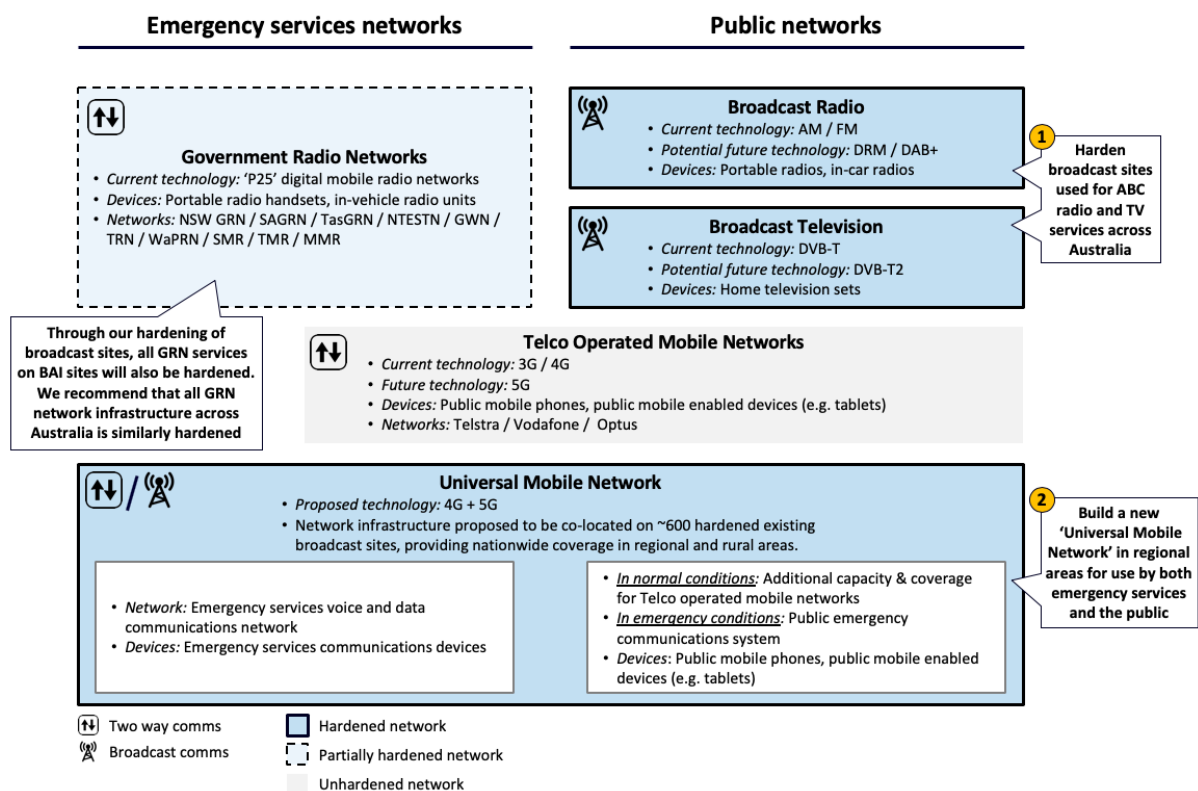 Emergency services networks
Public networks
Government Radio Networks
• Current technology: ‘P25’ digital mobile radio networks
• Devices: Portable radio handsets, in-vehicle radio units
• Networks: NSW GRN / SAGRN / TasGRN / NTESTN / GWN /
TRN / WaPRN / SMR / TMR / MMR
Broadcast Radio
• Current technology: AM / FM
• Potential future technology: DRM / DAB+
• Devices: Portable radios, in-car radios
Broadcast Television
• Current technology: DVB-T
• Potential future technology: DVB-T2
• Devices: Home television sets
1
Harden
broadcast sites
used for ABC
radio and TV
services across
Australia
Through our hardening of
broadcast sites, all GRN services
on BAI sites will also be hardened.
We recommend that all GRN
network infrastructure across
Australia is similarly hardened
Telco Operated Mobile Networks
• Current technology: 3G / 4G
• Future technology: 5G
• Devices: Public mobile phones, public mobile enabled devices (e.g. tablets)
• Networks: Telstra / Vodafone / Optus
/
Universal Mobile Network
• Proposed technology: 4G + 5G
• Network infrastructure proposed to be co-located on ~600 hardened existing
broadcast sites, providing nationwide coverage in regional and rural areas.
• Network: Emergency services voice and data
communications network
• Devices: Emergency services communications devices
• In normal conditions: Additional capacity & coverage
for Telco operated mobile networks
• In emergency conditions: Public emergency
communications system
• Devices: Public mobile phones, public mobile enabled
devices (e.g. tablets)
2
Build a new
‘Universal Mobile
Network’ in regional
areas for use by both
emergency services
and the public
Two way comms
Broadcast comms
Hardened network
Partially hardened network
Unhardened network